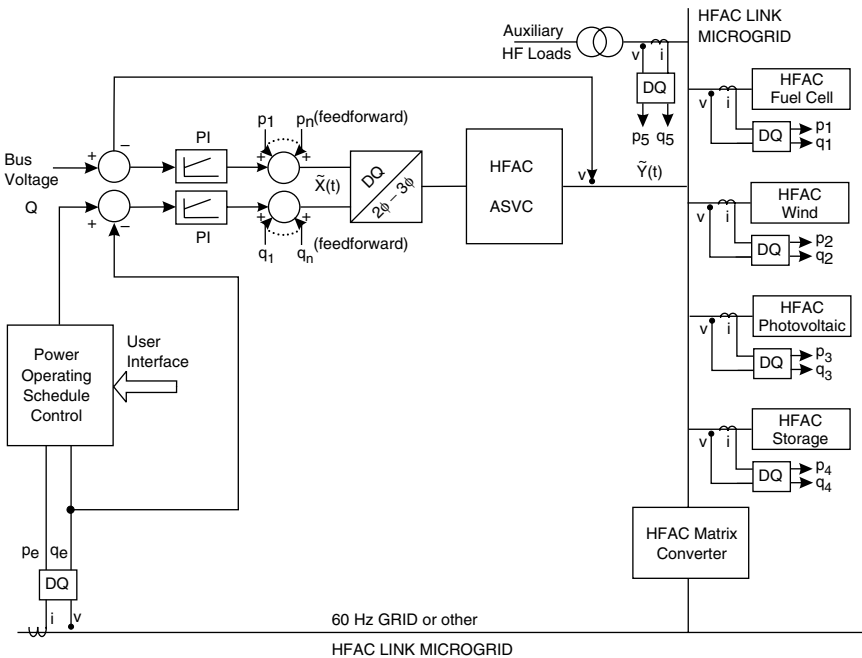 HFAC LINK
MICROGRID
Auxiliary
HF Loads
v
i
DQ
p5
q5
HFAC
Fuel Cell
v
i
DQ
p1
q1
Bus
Voltage
+
−
PI
p1
pn(feedforward)
+
+
X̃(t)
DQ
2ϕ – 3ϕ
HFAC
ASVC
v
Ỹ(t)
Q
+
−
PI
+
+
q1
qn
(feedforward)
HFAC
Wind
v
i
DQ
p2
q2
HFAC
Photovoltaic
v
i
DQ
p3
q3
Power
Operating
Schedule
Control
User
Interface
HFAC
Storage
v
i
DQ
p4
q4
HFAC Matrix
Converter
pe
qe
DQ
i
v
60 Hz GRID or other
HFAC LINK MICROGRID